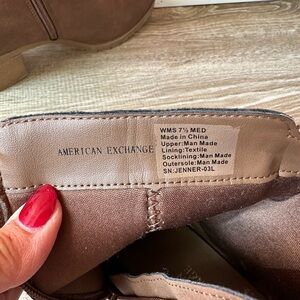 AMERICAN EXCHANGE
WMS 7½ MED
Made in China
Upper:Man Made
Lining:Textile
Socklining:Man Made
Outersole:Man Made
SN:JENNER-03L